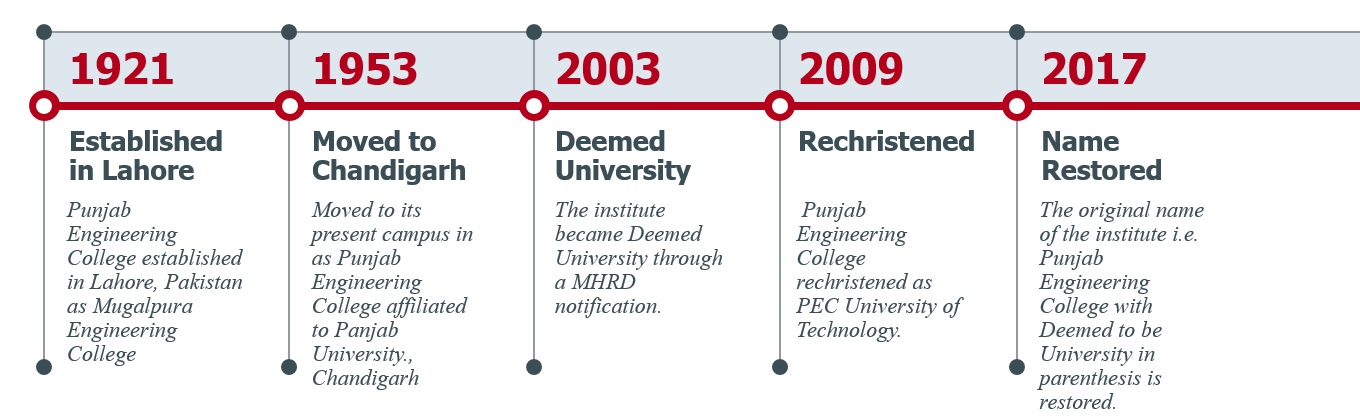 1921
Established
in Lahore
Punjab
Engineering
College established
in Lahore, Pakistan
as Mugalpura
Engineering
College
1953
Moved to
Chandigarh
Moved to its
present campus in
as Punjab
Engineering
College affiliated
to Panjab
University.,
Chandigarh
2003
Deemed
University
The institute
became Deemed
University through
a MHRD
notification.
2009
Rechristened
Punjab
Engineering
College
rechristened as
PEC University of
Technology.
2017
Name
Restored
The original name
of the institute i.e.
Punjab
Engineering
College with
Deemed to be
University in
parenthesis is
restored.